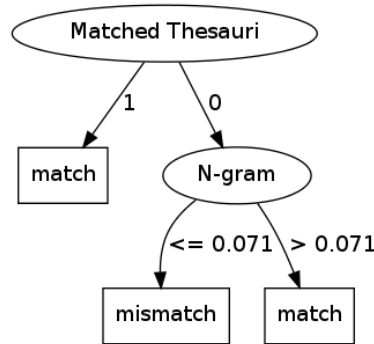 Matched Thesauri
1
0
match
N-gram
<= 0.071
> 0.071
mismatch
match